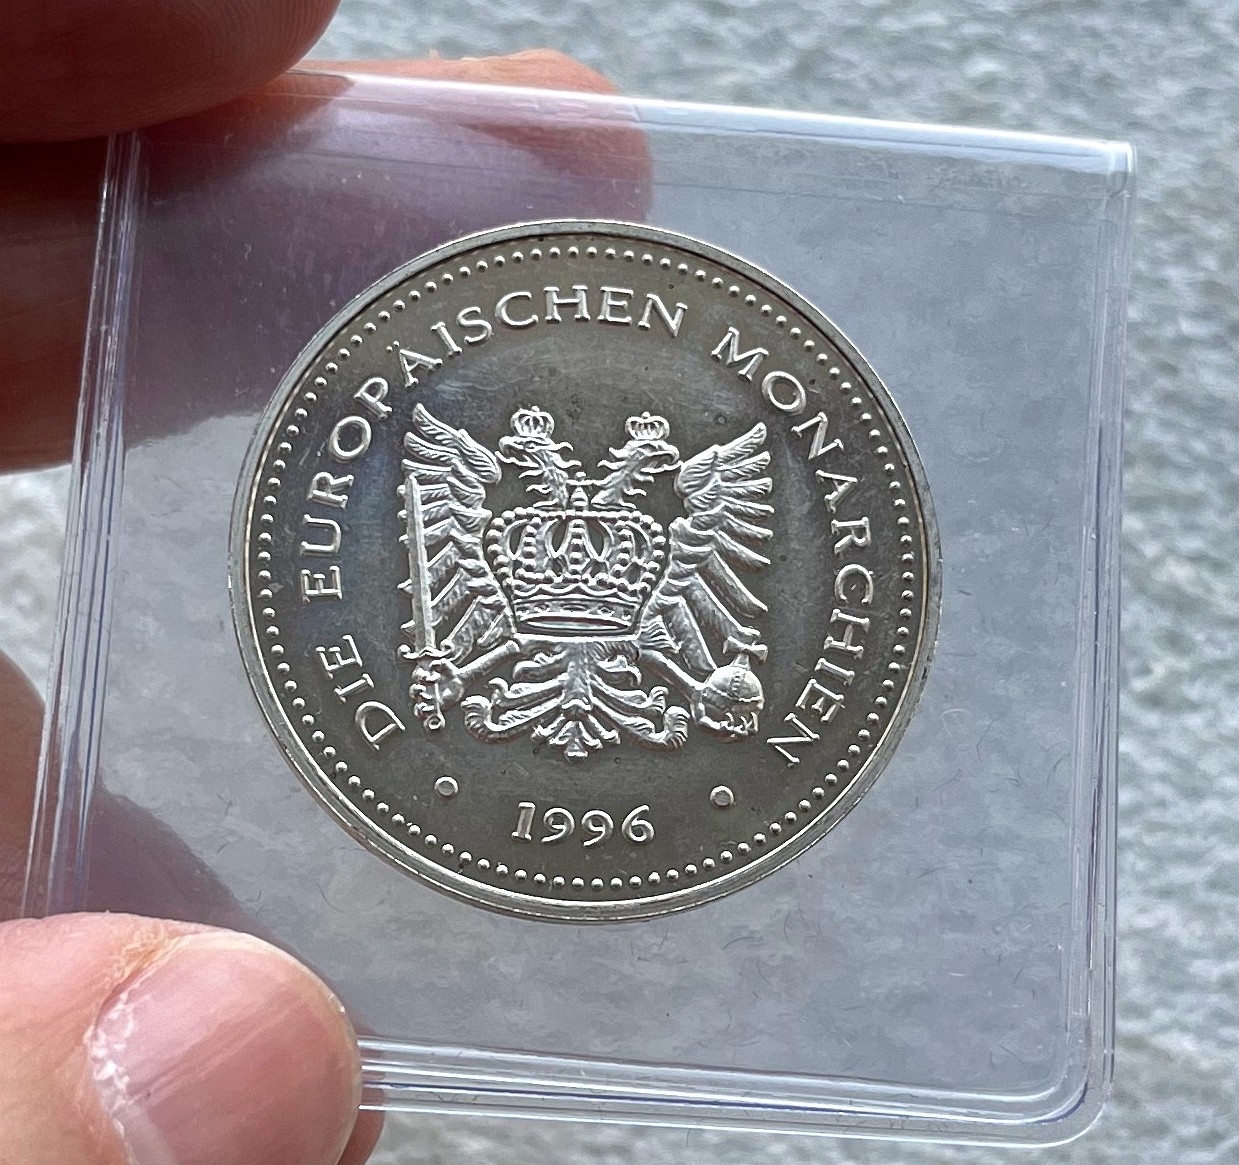 DIE EUROPÄISCHEN MONARCHIEN
1996